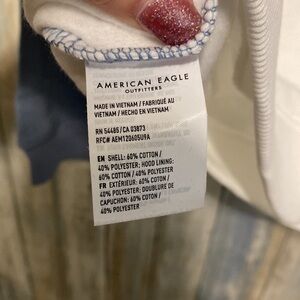 AMERICAN EAGLE
OUTFITTERS
MADE IN VIETNAM / FABRIQUÉ AU
VIETNAM / HECHO EN VIETNAM
RN 54485/CA 03873
RFC# AEM120605U9A
EN SHELL: 60% COTTON /
40% POLYESTER; HOOD LINING:
60% COTTON / 40% POLYESTER
FR EXTÉRIEUR: 60% COTON /
40% POLYESTER; DOUBLURE DE
CAPUCHON: 60% COTON /
40% POLYESTER